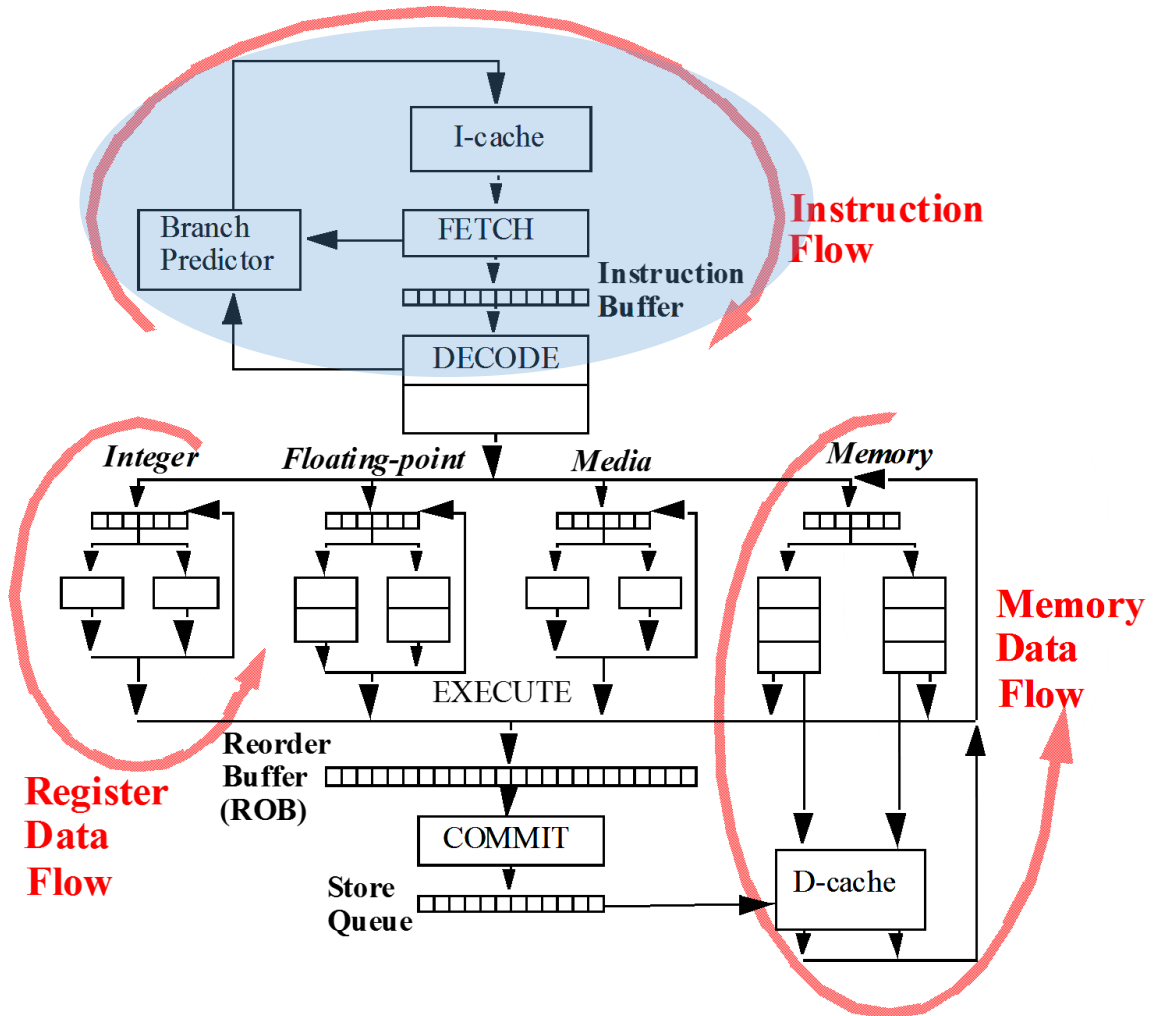 I-cache
Instruction
Flow
Branch
Predictor
FETCH
Instruction
Buffer
DECODE
Integer
Floating-point
Media
Memory
Memory
Data
Flow
EXECUTE
Reorder
Buffer
(ROB)
Register
Data
Flow
COMMIT
D-cache
Store
Queue